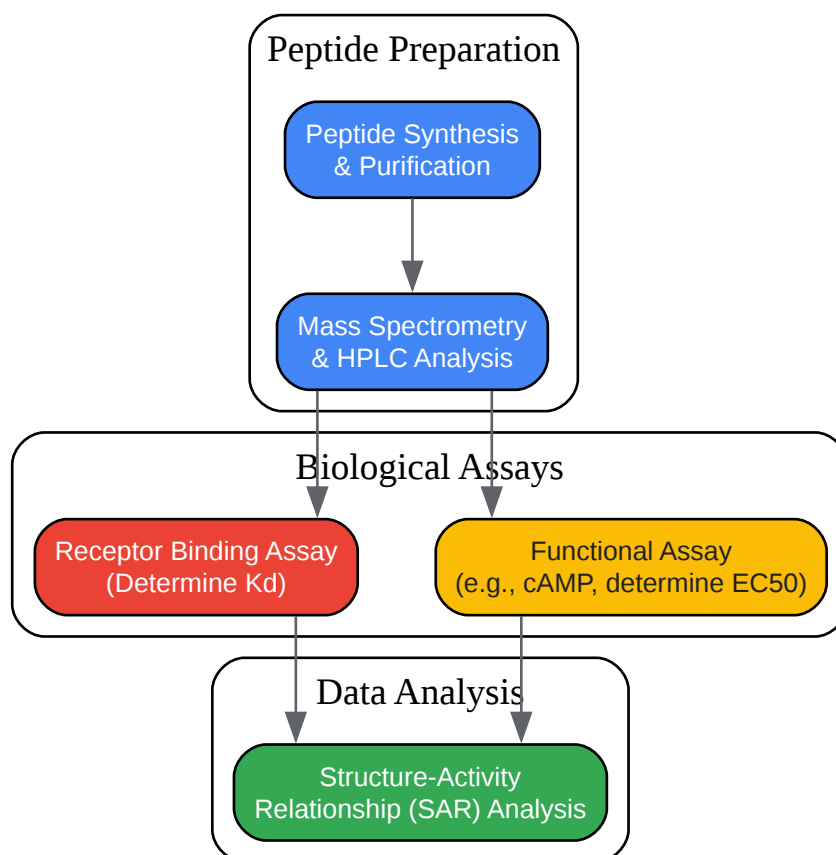 Peptide Preparation
Peptide Synthesis
& Purification
Mass Spectrometry
& HPLC Analysis
Biological Assays
Receptor Binding Assay
(Determine Kd)
Functional Assay
(e.g., cAMP, determine EC50)
Data Analysis
Structure-Activity
Relationship (SAR) Analysis